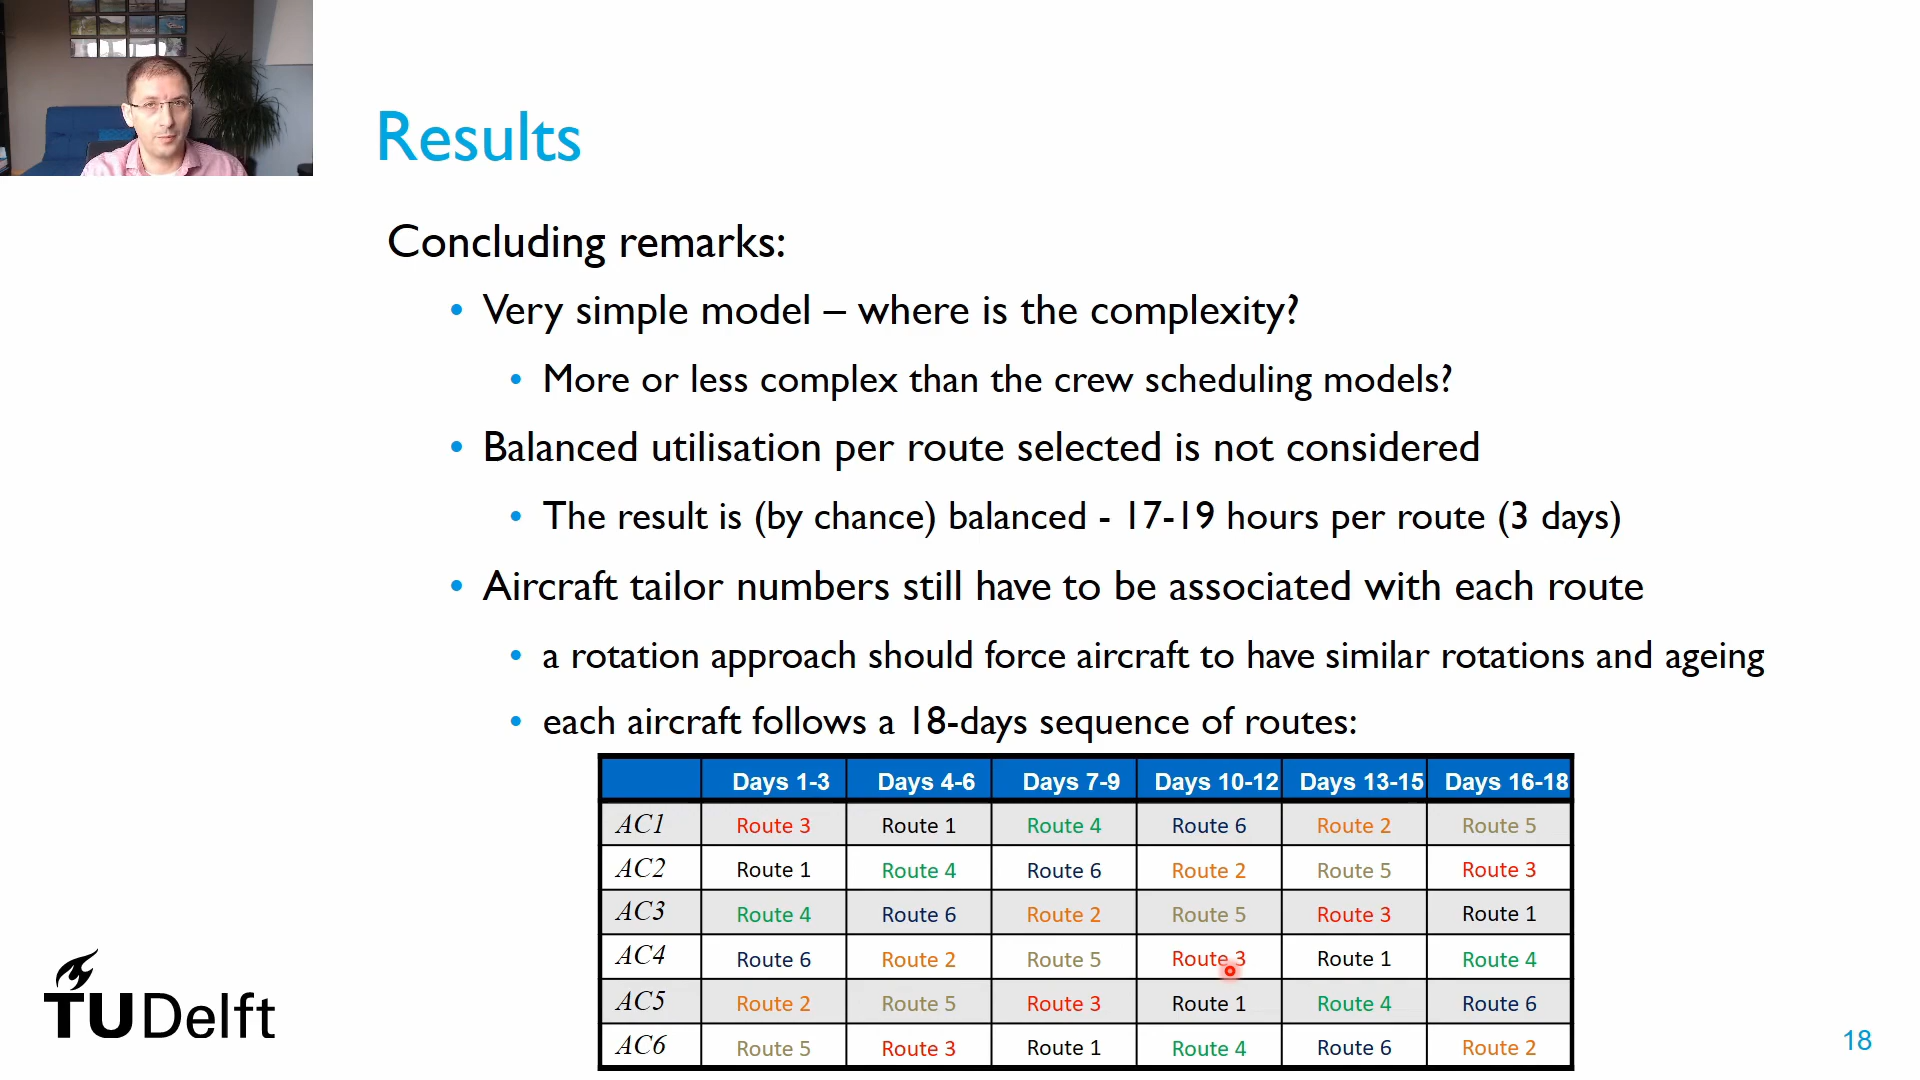 Results
Concluding remarks:
• Very simple model – where is the complexity?
• More or less complex than the crew scheduling models?
• Balanced utilisation per route selected is not considered
• The result is (by chance) balanced - 17-19 hours per route (3 days)
• Aircraft tailor numbers still have to be associated with each route
• a rotation approach should force aircraft to have similar rotations and ageing
• each aircraft follows a 18-days sequence of routes:
Days 1-3 Days 4-6 Days 7-9 Days 10-12 Days 13-15 Days 16-18
AC1 Route 3 Route 1 Route 4 Route 6 Route 2 Route 5
AC2 Route 1 Route 4 Route 6 Route 2 Route 5 Route 3
AC3 Route 4 Route 6 Route 2 Route 5 Route 3 Route 1
AC4 Route 6 Route 2 Route 5 Route 3 Route 1 Route 4
AC5 Route 2 Route 5 Route 3 Route 1 Route 4 Route 6
AC6 Route 5 Route 3 Route 1 Route 4 Route 6 Route 2
TUDelft
18